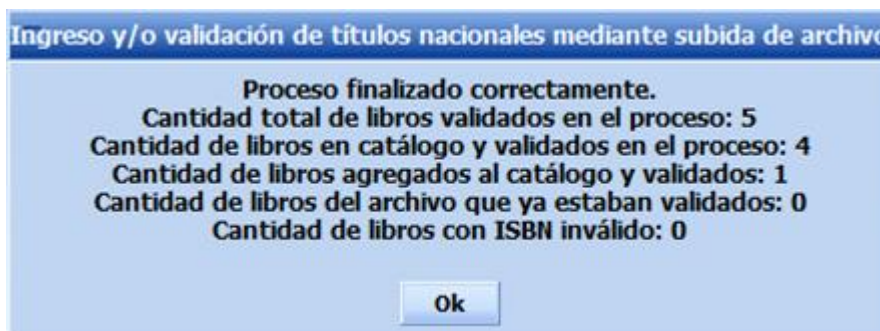 Ingreso y/o validación de títulos nacionales mediante subida de archivo
Proceso finalizado correctamente.
Cantidad total de libros validados en el proceso: 5
Cantidad de libros en catálogo y validados en el proceso: 4
Cantidad de libros agregados al catálogo y validados: 1
Cantidad de libros del archivo que ya estaban validados: 0
Cantidad de libros con ISBN inválido: 0
Ok